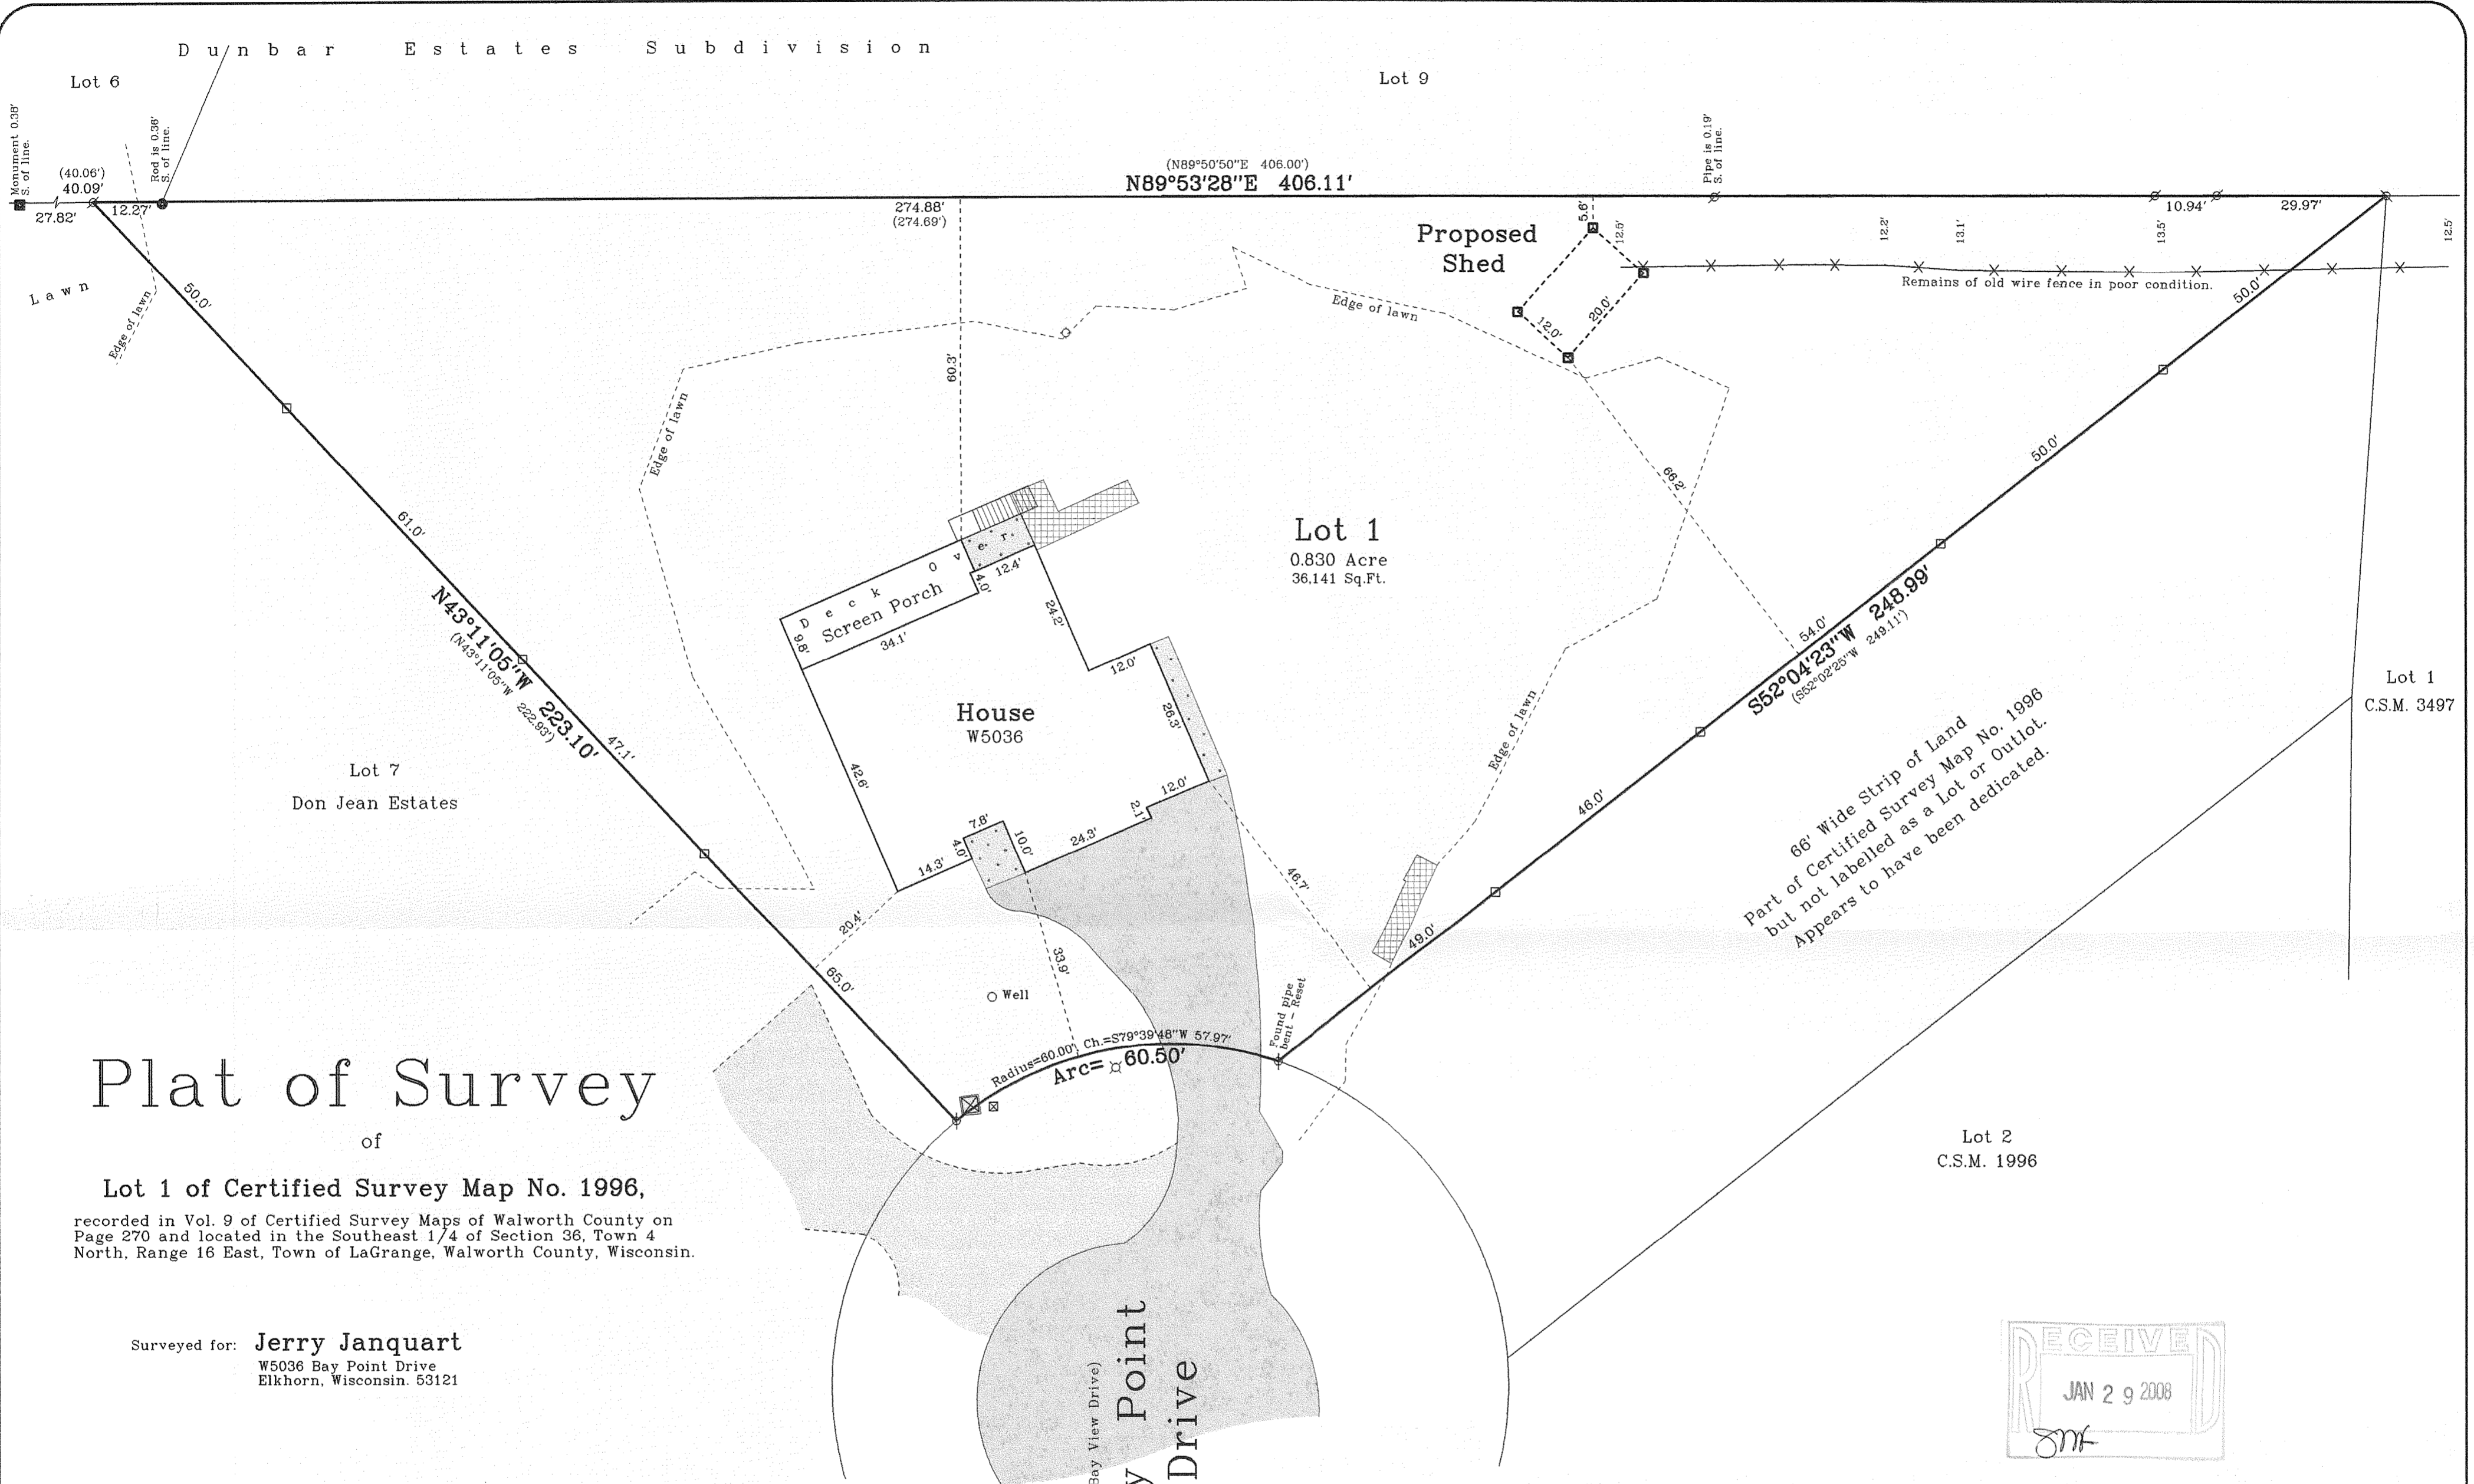 Dunbar Estates Subdivision
Lot 6
Lot 9
Monument 0.38'
S. of line.
(40.06')
40.09'
27.82'
12.27'
Rod is 0.36'
S. of line.
274.88'
(274.69')
(N89°50'50"E 406.00')
N89°53'28"E 406.11'
Pipe is 0.19'
S. of line.
10.94'
29.97'
5.6'
12.6'
12.2'
13.1'
13.5'
12.5'
Proposed
Shed
12.0'
20.0'
Remains of old wire fence in poor condition.
Lawn
Edge of lawn
50.0'
Edge of lawn
60.3'
Edge of lawn
50.0'
50.0'
66.2'
61.0'
Lot 1
0.830 Acre
36,141 Sq.Ft.
Deck Over
Screen Porch
9.8'
34.1'
4.0'
12.4'
24.2'
12.0'
26.3'
House
W5036
42.6'
14.3'
4.0'
7.8'
10.0'
24.3'
2.1'
12.0'
N43°11'05"W 223.10'
(N43°11'05"W 222.93')
47.1'
54.0'
S52°04'23"W 248.99'
(S52°02'25"W 249.11')
Lot 1
C.S.M. 3497
Edge of lawn
46.0'
66' Wide Strip of Land
Part of Certified Survey Map No. 1996
but not labelled as a Lot or Outlot.
Appears to have been dedicated.
Lot 7
Don Jean Estates
20.4'
33.9'
46.7'
49.0'
65.0'
Well
Found pipe
bent - Reset
Radius=60.00' Ch.=S79°39'48"W 57.97'
Arc= 60.50'
Plat of Survey
of
Lot 1 of Certified Survey Map No. 1996,
recorded in Vol. 9 of Certified Survey Maps of Walworth County on
Page 270 and located in the Southeast 1/4 of Section 36, Town 4
North, Range 16 East, Town of LaGrange, Walworth County, Wisconsin.
Lot 2
C.S.M. 1996
Surveyed for: Jerry Janquart
W5036 Bay Point Drive
Elkhorn, Wisconsin. 53121
Bay View Drive)
y Point
Drive
RECEIVED
JAN 29 2008